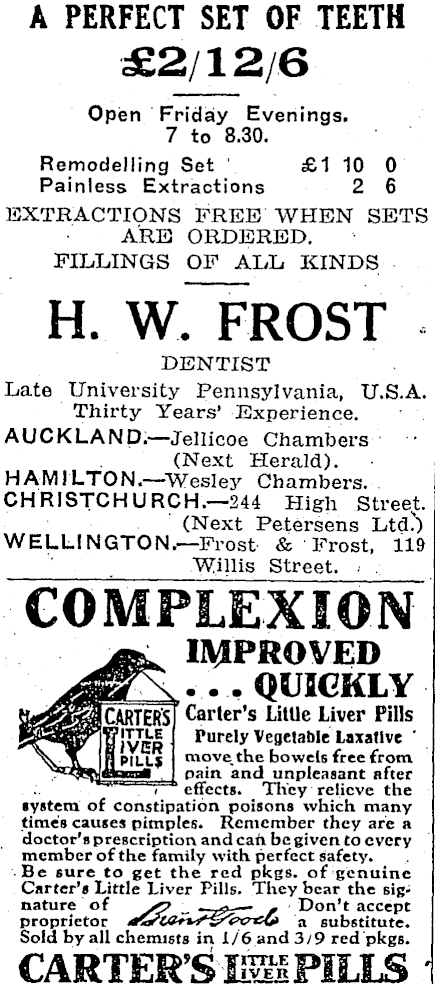 A PERFECT SET OF TEETH
£2/12/6
Open Friday Evenings.
7 to 8.30.
Remodelling Set £1 10 0
Painless Extractions 2 6
EXTRACTIONS FREE WHEN SETS
ARE ORDERED.
FILLINGS OF ALL KINDS
H. W. FROST
DENTIST
Late University Pennsylvania, U.S.A.
Thirty Years' Experience.
AUCKLAND.—Jellicoe Chambers
(Next Herald).
HAMILTON.—Wesley Chambers.
CHRISTCHURCH.—244 High Street.
(Next Petersens Ltd.)
WELLINGTON.—Frost & Frost, 119
Willis Street.
COMPLEXION
IMPROVED
... QUICKLY
CARTER'S
LITTLE
LIVER
PILLS
Carter's Little Liver Pills
Purely Vegetable Laxative
move the bowels free from
pain and unpleasant after
effects. They relieve the
system of constipation poisons which many
times causes pimples. Remember they are a
doctor's prescription and can be given to every
member of the family with perfect safety.
Be sure to get the red pkgs. of genuine
Carter's Little Liver Pills. They bear the sig-
nature of Brent Good Don't accept
proprietor a substitute.
Sold by all chemists in 1/6 and 3/9 red pkgs.
CARTER'S LITTLE LIVER PILLS